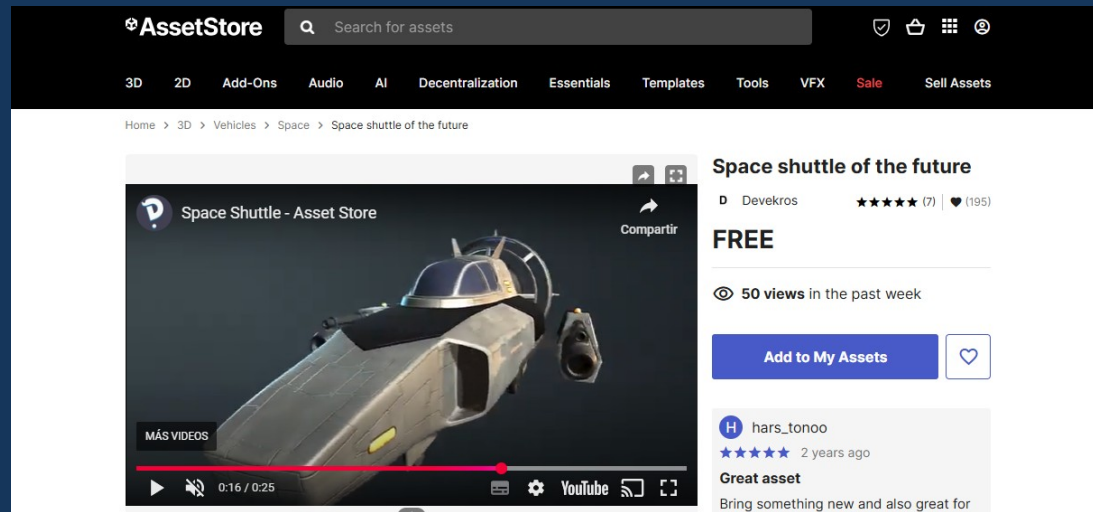 AssetStore
Search for assets
3D 2D Add-Ons Audio AI Decentralization Essentials Templates Tools VFX Sale Sell Assets
Home > 3D > Vehicles > Space > Space shuttle of the future
Space Shuttle - Asset Store
Compartir
MÁS VIDEOS
0:16 / 0:25
YouTube
Space shuttle of the future
D Devekros
(7)
(195)
FREE
50 views in the past week
Add to My Assets
H hars_tonoo
2 years ago
Great asset
Bring something new and also great for